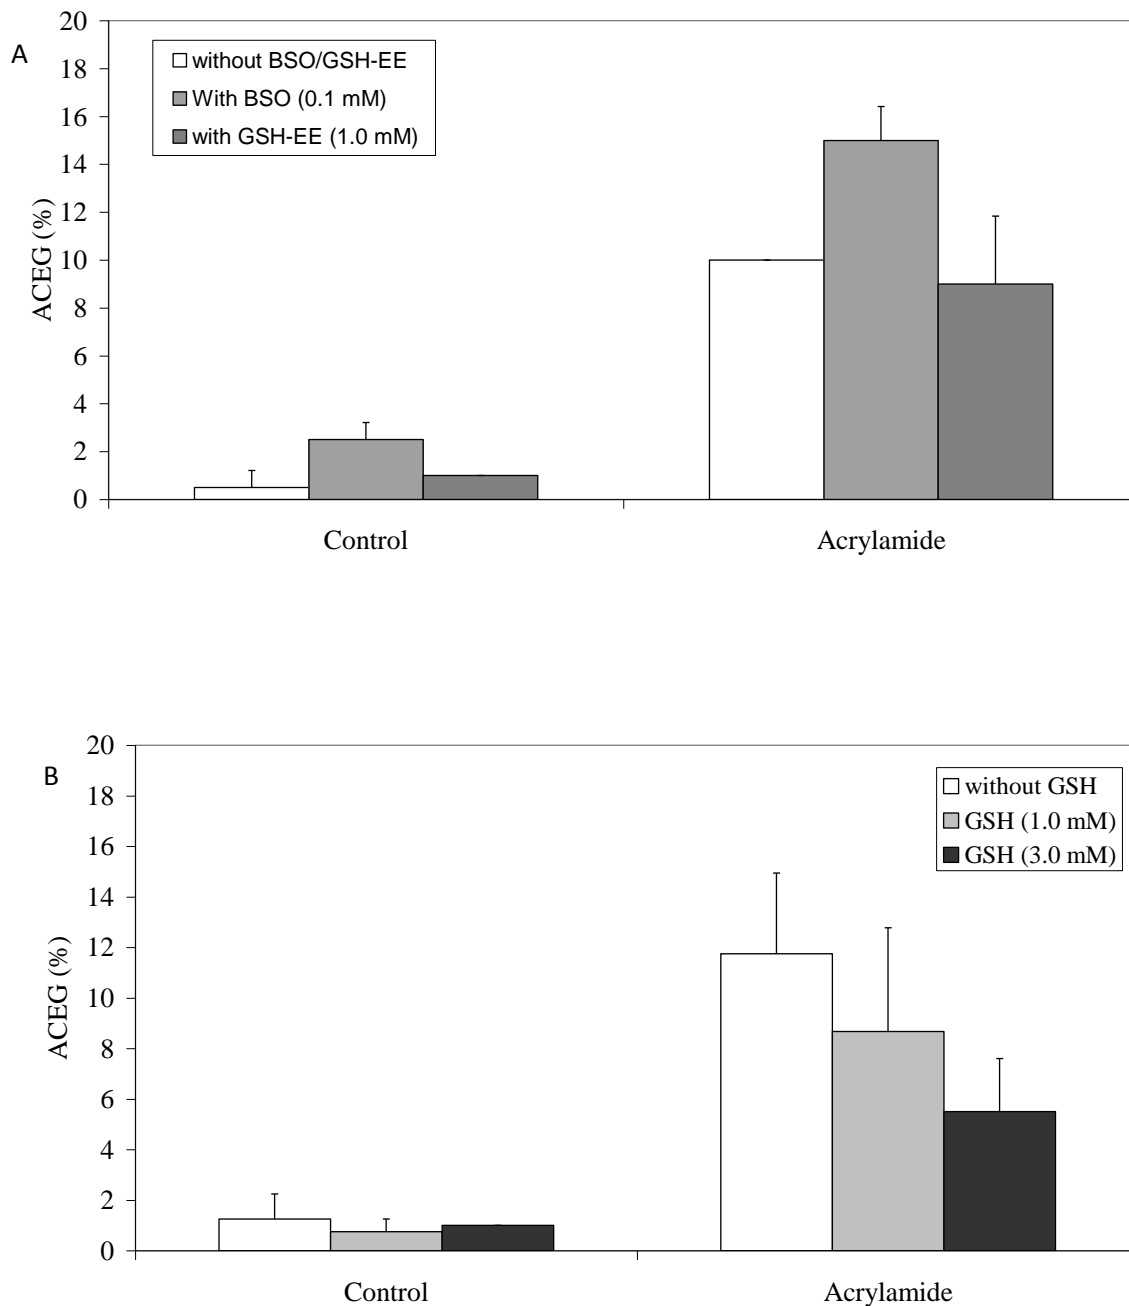 A
20
18
16
14
12
10
8
6
4
2
0
ACEG (%)
without BSO/GSH-EE
With BSO (0.1 mM)
with GSH-EE (1.0 mM)
Control
Acrylamide
B
20
18
16
14
12
10
8
6
4
2
0
ACEG (%)
without GSH
GSH (1.0 mM)
GSH (3.0 mM)
Control
Acrylamide